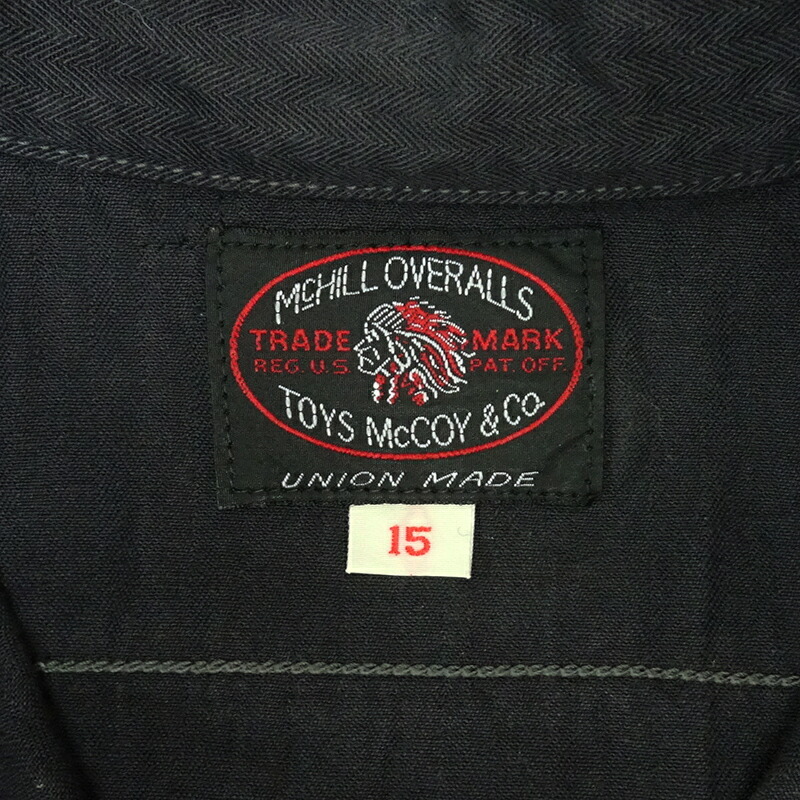 McHILL OVERALLS
TRADE MARK
REG. U.S PAT. OFF.
TOYS McCOY & Co.
UNION MADE
15